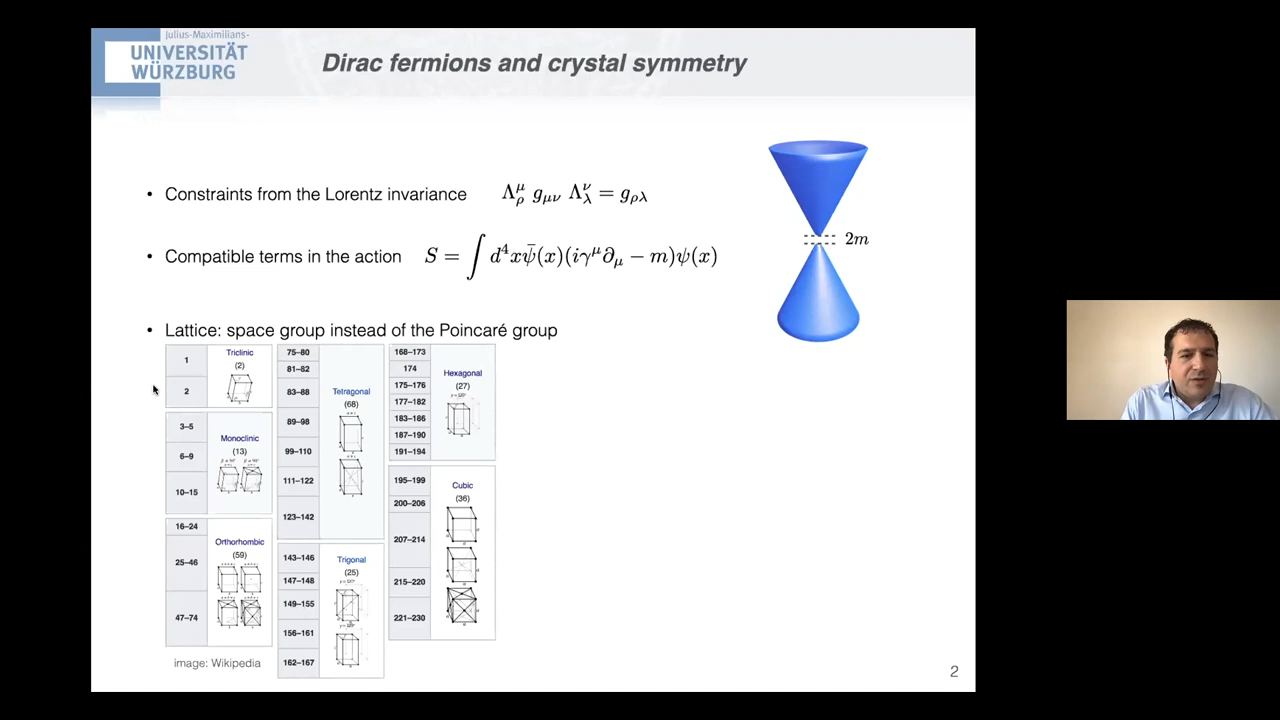 Julius-Maximilians-
UNIVERSITÄT
WÜRZBURG
Dirac fermions and crystal symmetry
• Constraints from the Lorentz invariance Λ^μ_ρ g_μν Λ^ν_λ = g_ρλ
• Compatible terms in the action S = ∫ d⁴x ψ̄(x)(iγ^μ ∂_μ − m)ψ(x)
2m
• Lattice: space group instead of the Poincaré group
1
2
Triclinic
(2)
3–5
6–9
10–15
Monoclinic
(13)
16–24
25–46
47–74
Orthorhombic
(59)
75–80
81–82
83–88
89–98
99–110
111–122
123–142
Tetragonal
(68)
143–146
147–148
149–155
156–161
162–167
Trigonal
(25)
168–173
174
175–176
177–182
183–186
187–190
191–194
Hexagonal
(27)
195–199
200–206
207–214
215–220
221–230
Cubic
(36)
image: Wikipedia
2